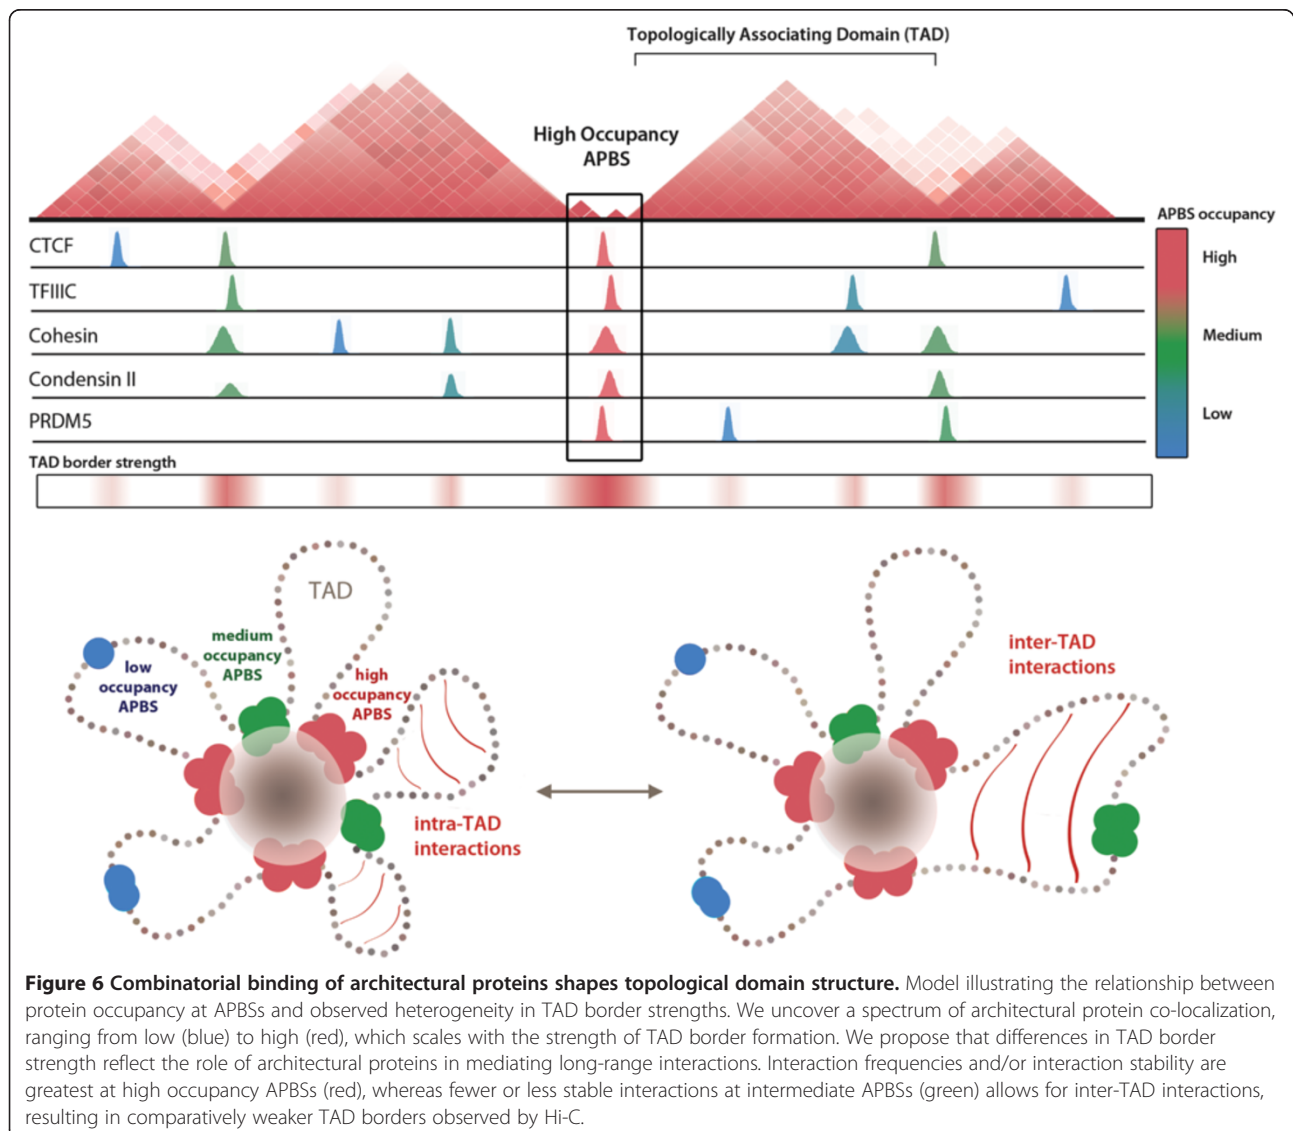 Topologically Associating Domain (TAD)
High Occupancy
APBS
APBS occupancy
High
Medium
Low
CTCF
TFIIIC
Cohesin
Condensin II
PRDM5
TAD border strength
TAD
medium
occupancy
APBS
low
occupancy
APBS
high
occupancy
APBS
intra-TAD
interactions
inter-TAD
interactions
Figure 6 Combinatorial binding of architectural proteins shapes topological domain structure. Model illustrating the relationship between
protein occupancy at APBSs and observed heterogeneity in TAD border strengths. We uncover a spectrum of architectural protein co-localization,
ranging from low (blue) to high (red), which scales with the strength of TAD border formation. We propose that differences in TAD border
strength reflect the role of architectural proteins in mediating long-range interactions. Interaction frequencies and/or interaction stability are
greatest at high occupancy APBSs (red), whereas fewer or less stable interactions at intermediate APBSs (green) allows for inter-TAD interactions,
resulting in comparatively weaker TAD borders observed by Hi-C.